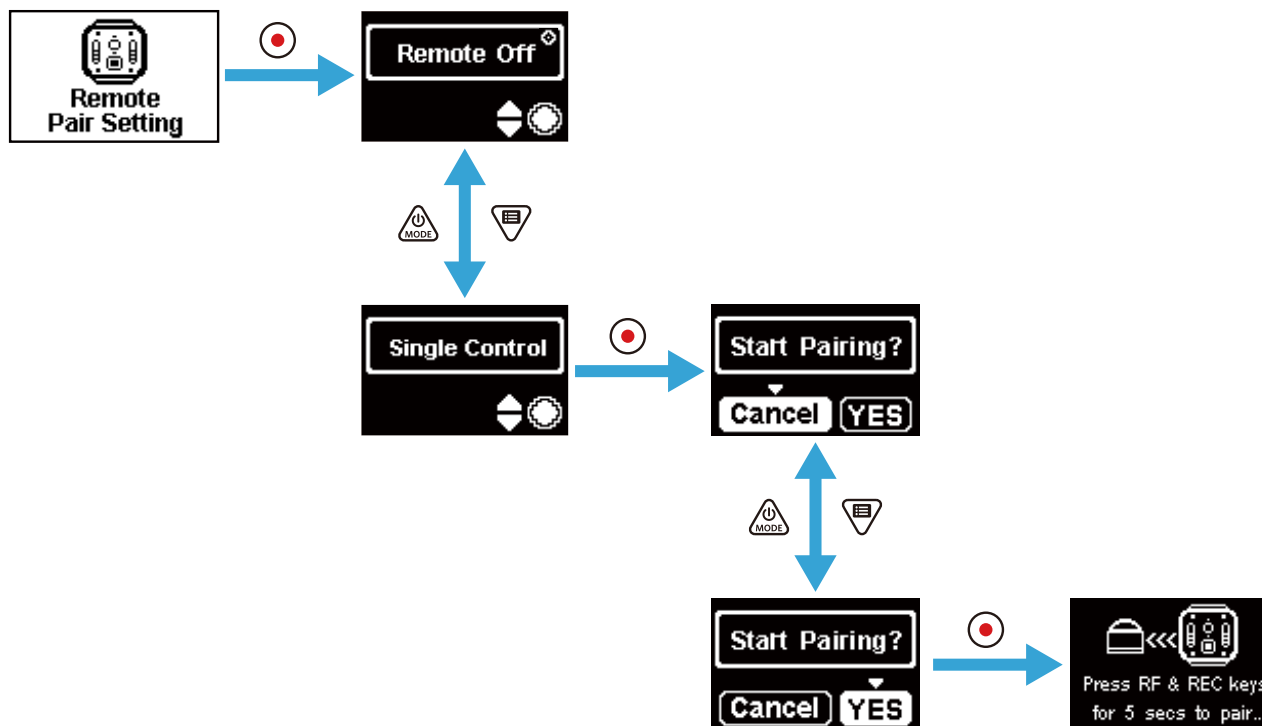 Remote
Pair Setting
Remote Off
MODE
Single Control
Start Pairing?
Cancel YES
MODE
Start Pairing?
Cancel YES
Press RF & REC keys
for 5 secs to pair..